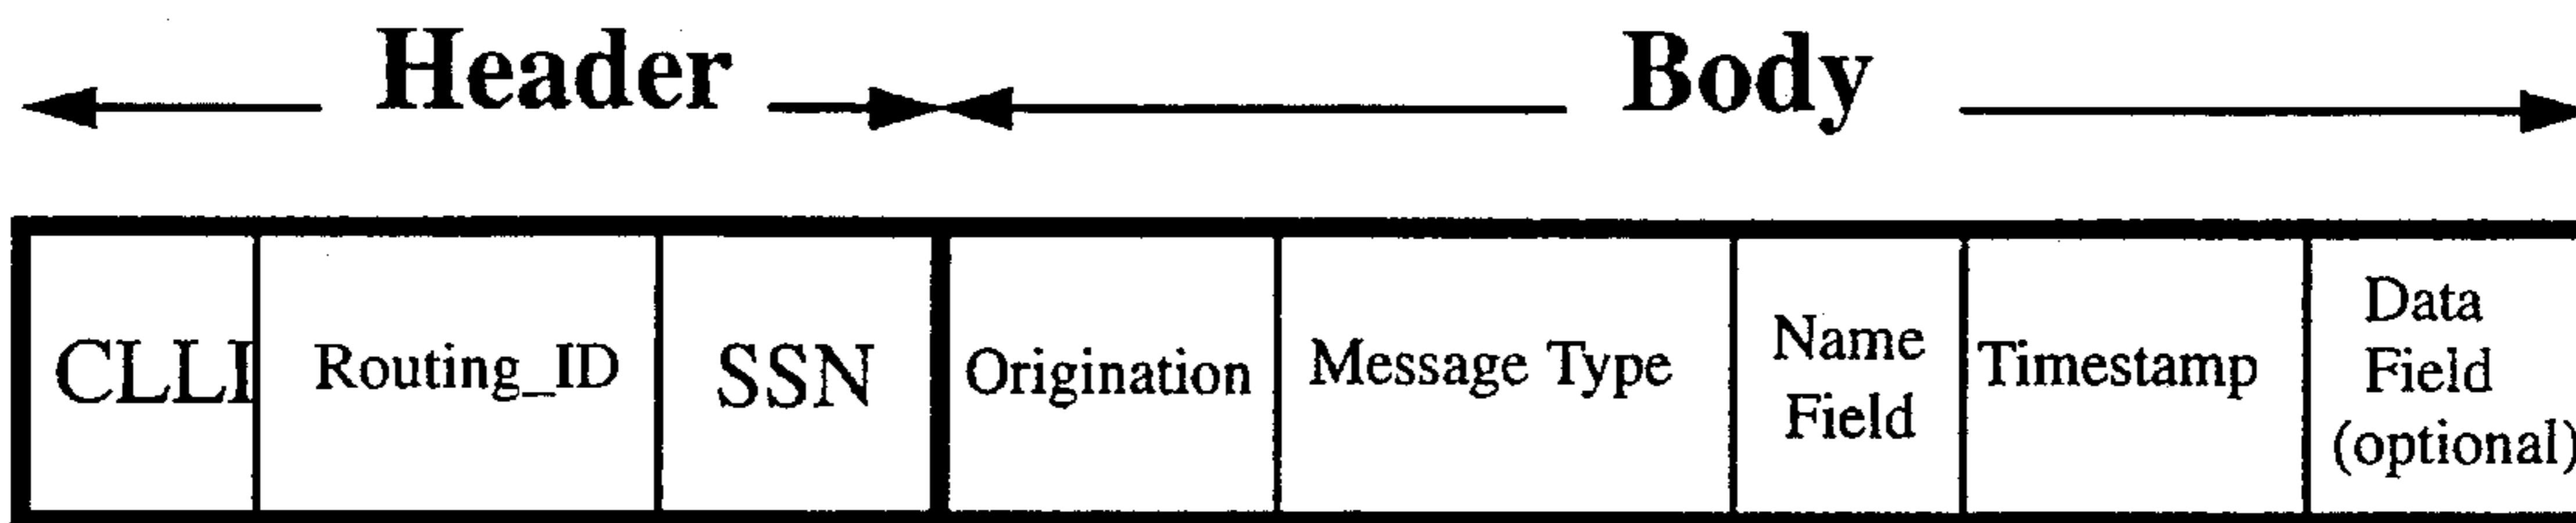 Header
Body
CLLI
Routing_ID
SSN
Origination
Message Type
Name
Field
Timestamp
Data
Field
(optional)